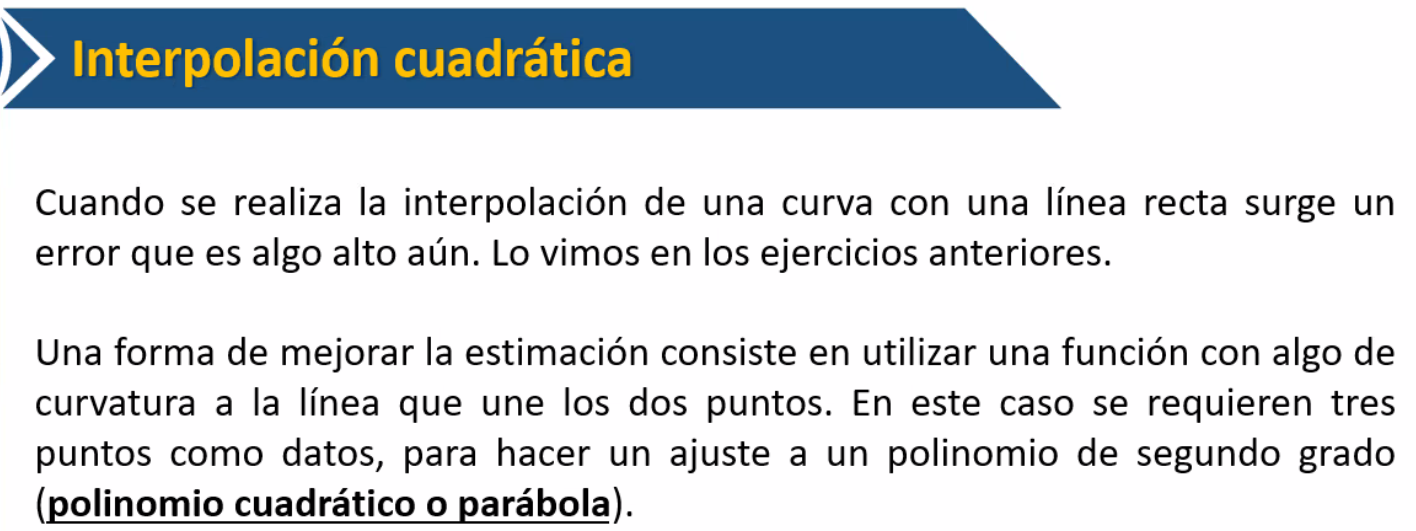 Interpolación cuadrática
Cuando se realiza la interpolación de una curva con una línea recta surge un
error que es algo alto aún. Lo vimos en los ejercicios anteriores.
Una forma de mejorar la estimación consiste en utilizar una función con algo de
curvatura a la línea que une los dos puntos. En este caso se requieren tres
puntos como datos, para hacer un ajuste a un polinomio de segundo grado
(polinomio cuadrático o parábola).